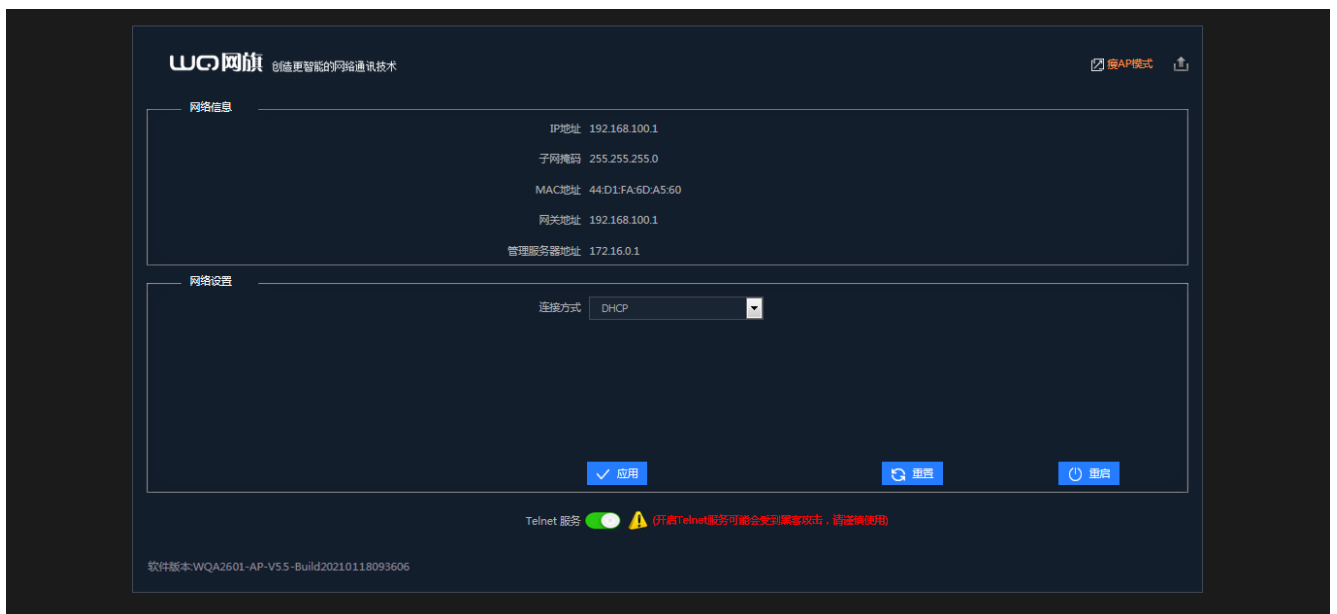 WQ网旗 创造更智能的网络通讯技术 瘦AP模式
网络信息
IP地址 192.168.100.1
子网掩码 255.255.255.0
MAC地址 44:D1:FA:6D:A5:60
网关地址 192.168.100.1
管理服务器地址 172.16.0.1
网络设置
连接方式 DHCP
应用 重置 重启
Telnet 服务 (开启Telnet服务可能会受到黑客攻击，请谨慎使用)
软件版本:WQA2601-AP-V5.5-Build20210118093606